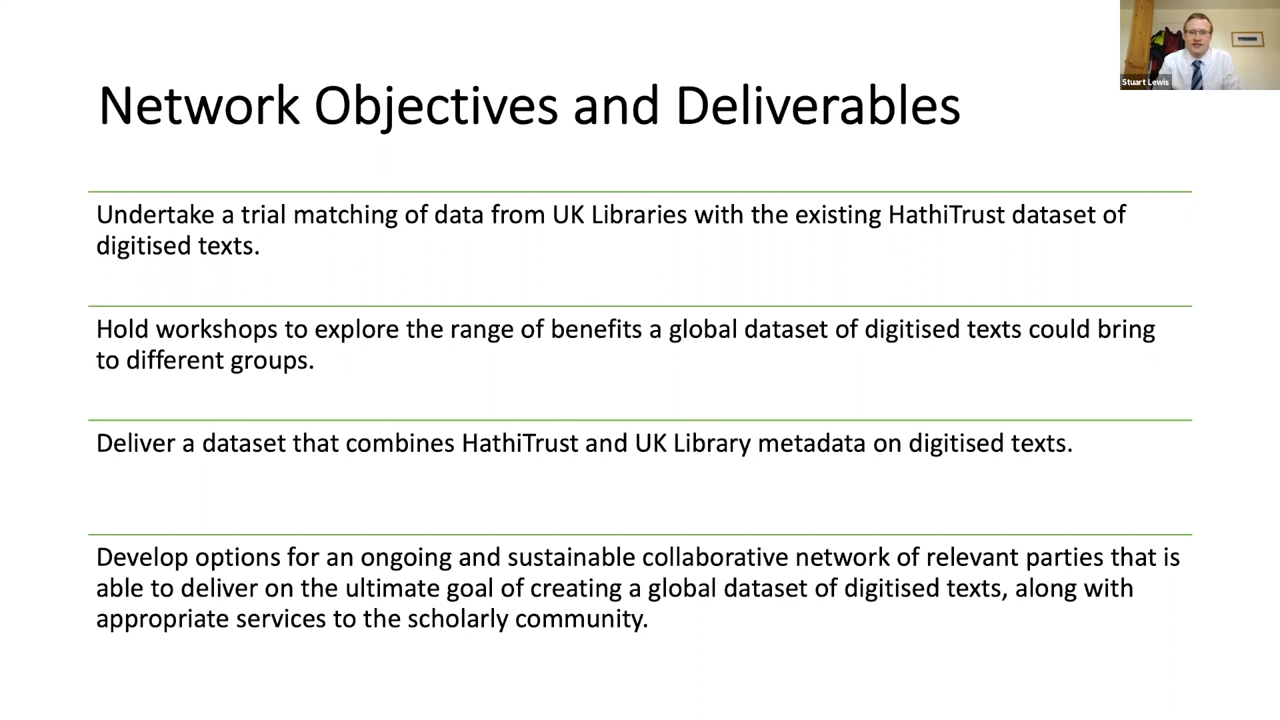 Stuart Lewis
Network Objectives and Deliverables
Undertake a trial matching of data from UK Libraries with the existing HathiTrust dataset of
digitised texts.
Hold workshops to explore the range of benefits a global dataset of digitised texts could bring
to different groups.
Deliver a dataset that combines HathiTrust and UK Library metadata on digitised texts.
Develop options for an ongoing and sustainable collaborative network of relevant parties that is
able to deliver on the ultimate goal of creating a global dataset of digitised texts, along with
appropriate services to the scholarly community.